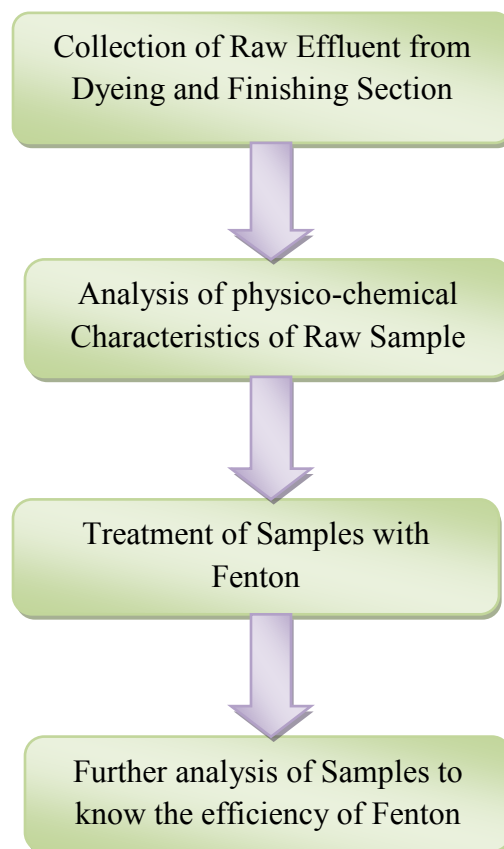 Collection of Raw Effluent from
Dyeing and Finishing Section
Analysis of physico-chemical
Characteristics of Raw Sample
Treatment of Samples with
Fenton
Further analysis of Samples to
know the efficiency of Fenton